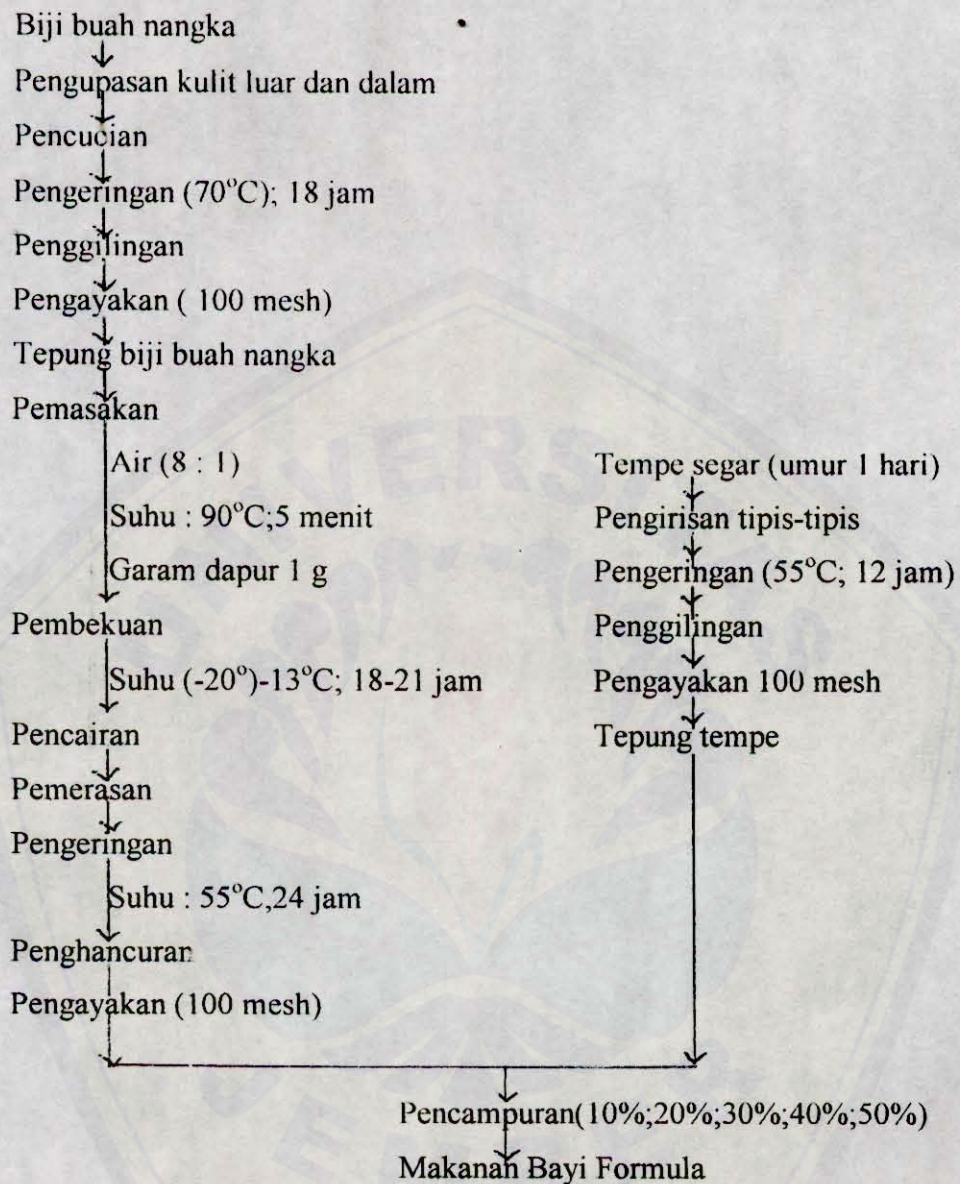 Biji buah nangka
Pengupasan kulit luar dan dalam
Pencucian
Pengeringan (70°C); 18 jam
Penggilingan
Pengayakan ( 100 mesh)
Tepung biji buah nangka
Pemasakan
Air (8 : 1)
Suhu : 90°C;5 menit
Garam dapur 1 g
Pembekuan
Suhu (-20°)-13°C; 18-21 jam
Pencairan
Pemerasan
Pengeringan
Suhu : 55°C,24 jam
Penghancuran
Pengayakan (100 mesh)
Tempe segar (umur 1 hari)
Pengirisan tipis-tipis
Pengeringan (55°C; 12 jam)
Penggilingan
Pengayakan 100 mesh
Tepung tempe
Pencampuran(10%;20%;30%;40%;50%)
Makanan Bayi Formula